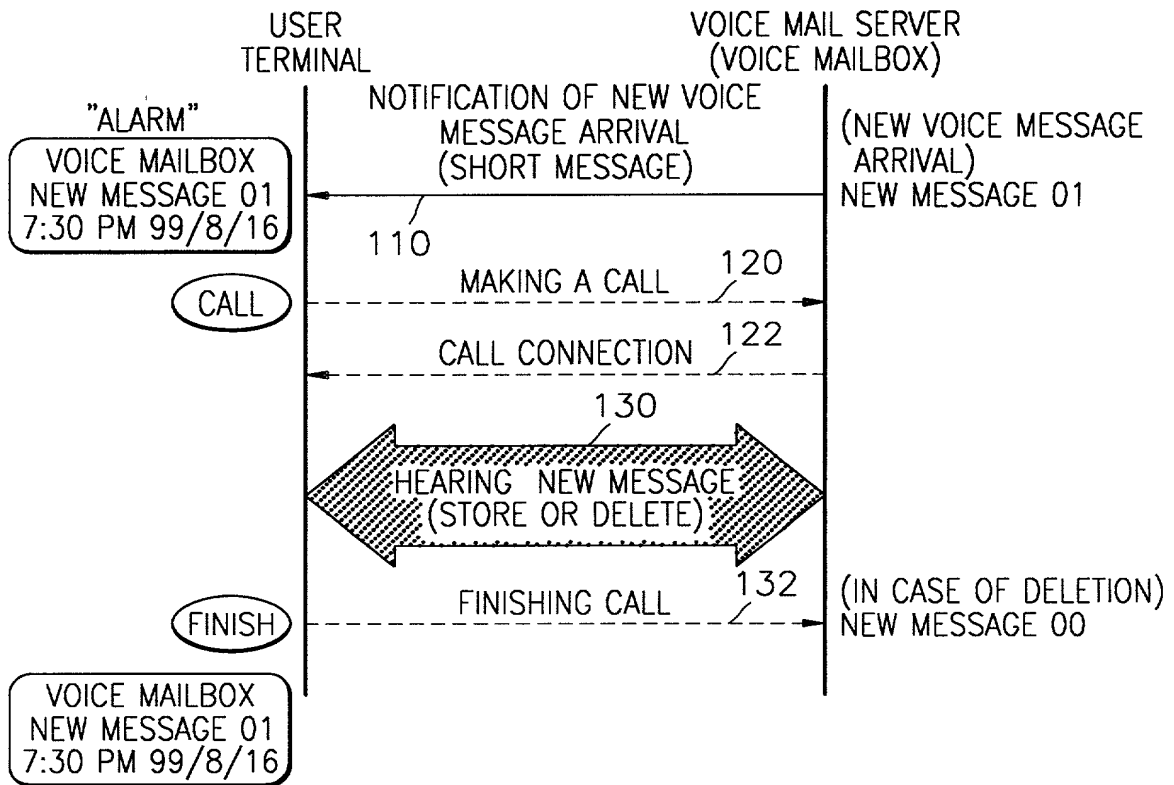 USER
TERMINAL
VOICE MAIL SERVER
(VOICE MAILBOX)
"ALARM"
VOICE MAILBOX
NEW MESSAGE 01
7:30 PM 99/8/16
NOTIFICATION OF NEW VOICE
MESSAGE ARRIVAL
(SHORT MESSAGE)
110
(NEW VOICE MESSAGE
ARRIVAL)
NEW MESSAGE 01
CALL
MAKING A CALL
120
CALL CONNECTION
122
130
HEARING NEW MESSAGE
(STORE OR DELETE)
FINISH
FINISHING CALL
132
(IN CASE OF DELETION)
NEW MESSAGE 00
VOICE MAILBOX
NEW MESSAGE 01
7:30 PM 99/8/16